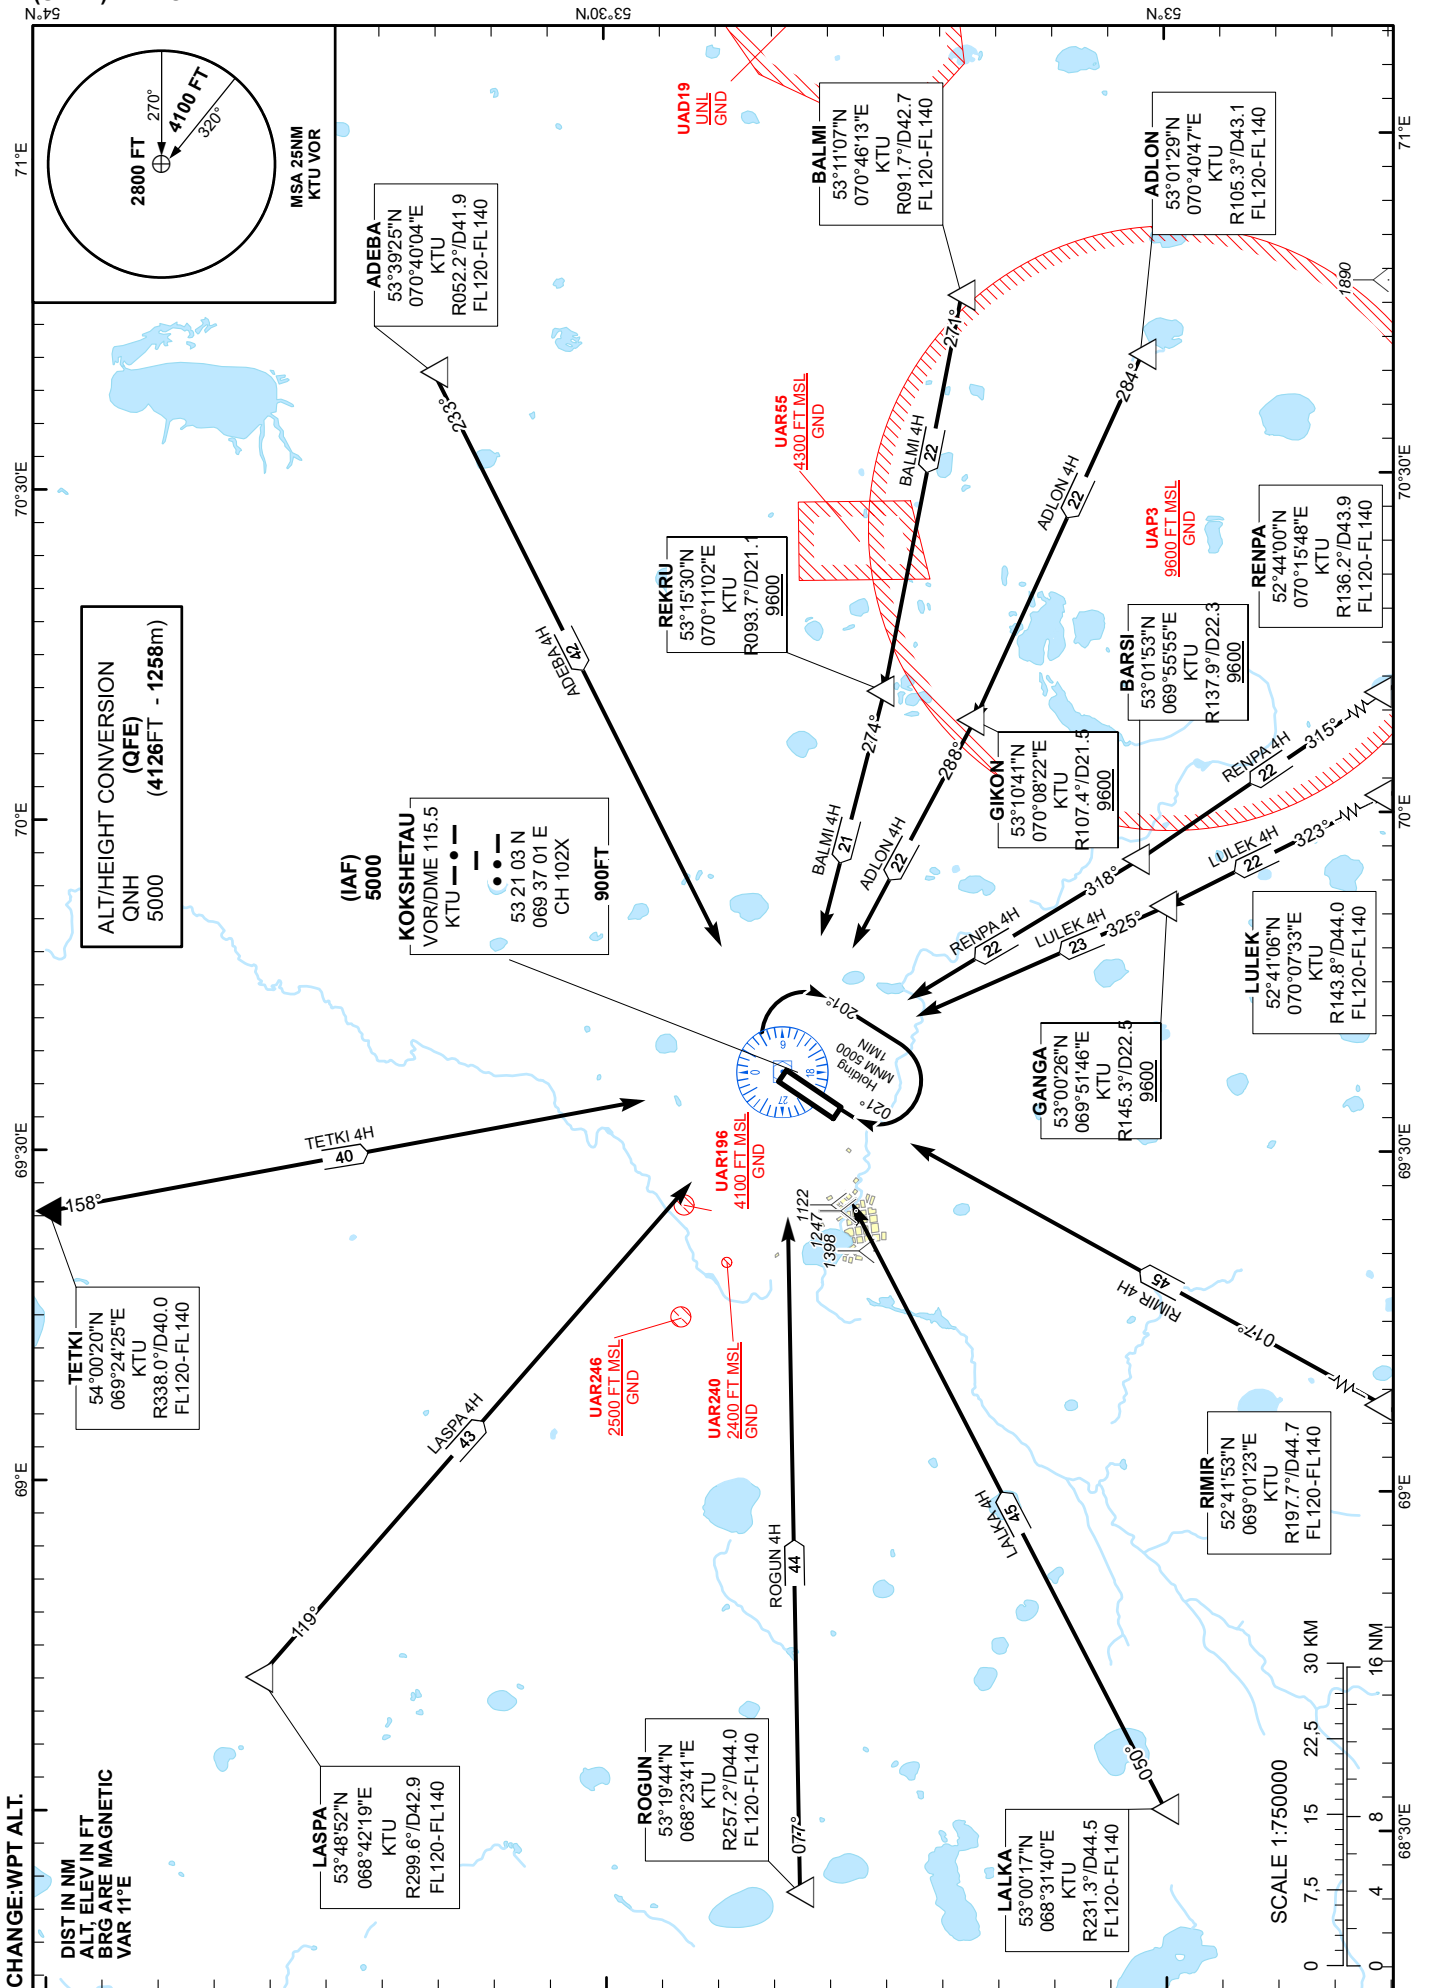 CHANGE:WPT ALT.
DIST IN NM
ALT, ELEV IN FT
BRG ARE MAGNETIC
VAR 11°E
54°N
53°30'N
53°N
68°30'E
69°E
69°30'E
70°E
70°30'E
71°E
71°E
2800 FT
4100 FT
270°
320°
MSA 25NM
KTU VOR
ALT/HEIGHT CONVERSION
QNH (QFE)
5000 (4126FT - 1258m)
(IAF)
5000
KOKSHETAU
VOR/DME 115.5
KTU
53 21 03 N
069 37 01 E
CH 102X
900FT
TETKI
54°00'20"N
069°24'25"E
KTU
R338.0°/D40.0
FL120-FL140
158°
TETKI 4H
40
LASPA
53°48'52"N
068°42'19"E
KTU
R299.6°/D42.9
FL120-FL140
119°
LASPA 4H
43
ROGUN
53°19'44"N
068°23'41"E
KTU
R257.2°/D44.0
FL120-FL140
077°
ROGUN 4H
44
LALKA
53°00'17"N
068°31'40"E
KTU
R231.3°/D44.5
FL120-FL140
050°
LALKA 4H
45
RIMIR
52°41'53"N
069°01'23"E
KTU
R197.7°/D44.7
FL120-FL140
017°
RIMIR 4H
45
ADEBA
53°39'25"N
070°40'04"E
KTU
R052.2°/D41.9
FL120-FL140
233°
ADEBA 4H
42
BALMI
53°11'07"N
070°46'13"E
KTU
R091.7°/D42.7
FL120-FL140
271°
BALMI 4H
22
REKRU
53°15'30"N
070°11'02"E
KTU
R093.7°/D21.1
9600
274°
BALMI 4H
21
ADLON
53°01'29"N
070°40'47"E
KTU
R105.3°/D43.1
FL120-FL140
284°
ADLON 4H
22
GIKON
53°10'41"N
070°08'22"E
KTU
R107.4°/D21.5
9600
288°
ADLON 4H
22
RENPA
52°44'00"N
070°15'48"E
KTU
R136.2°/D43.9
FL120-FL140
315°
RENPA 4H
22
BARSI
53°01'53"N
069°55'55"E
KTU
R137.9°/D22.3
9600
318°
RENPA 4H
22
LULEK
52°41'06"N
070°07'33"E
KTU
R143.8°/D44.0
FL120-FL140
323°
LULEK 4H
22
GANGA
53°00'26"N
069°51'46"E
KTU
R145.3°/D22.5
9600
325°
LULEK 4H
23
201°
021°
Holding
MNM 5000
1MIN
0
9
18
27
UAD19
UNL
GND
UAR55
4300 FT MSL
GND
UAP3
9600 FT MSL
GND
UAR196
4100 FT MSL
GND
UAR246
2500 FT MSL
GND
UAR240
2400 FT MSL
GND
1122
1247
1398
1890
SCALE 1:750000
0 7,5 15 22,5 30 KM
0 4 8 16 NM